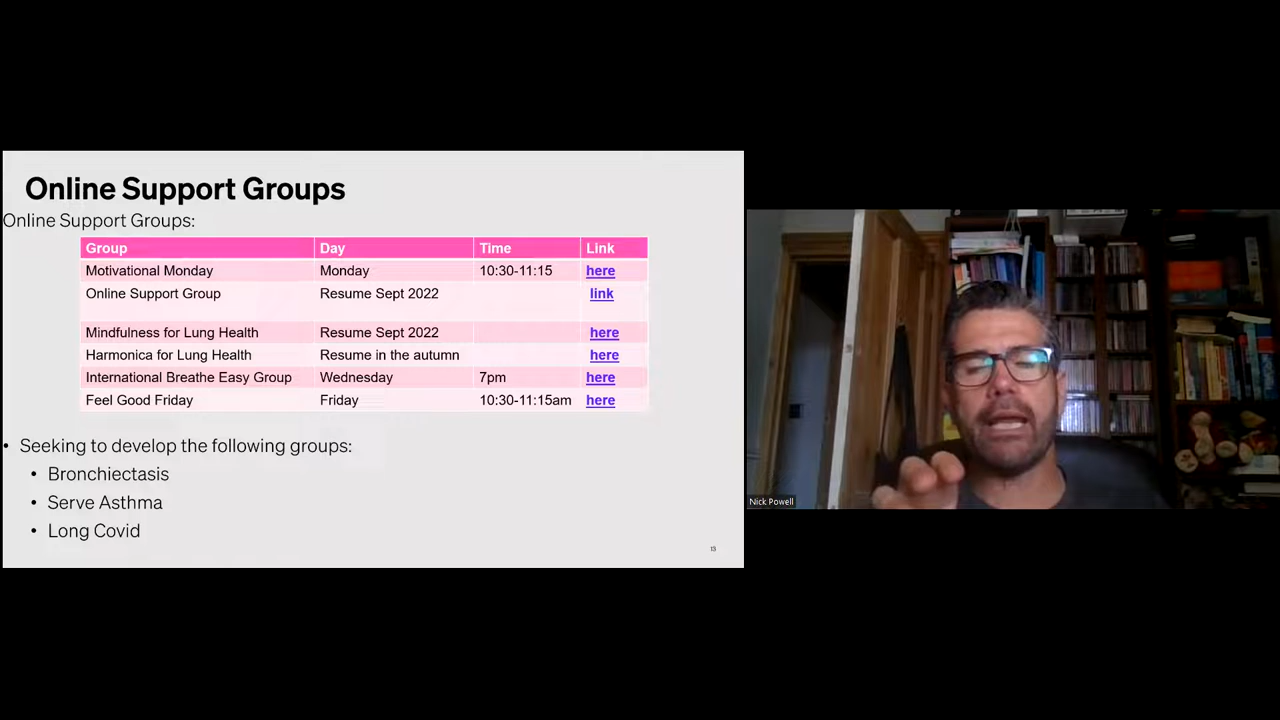 Online Support Groups
Online Support Groups:
Group Day Time Link
Motivational Monday Monday 10:30-11:15 here
Online Support Group Resume Sept 2022 link
Mindfulness for Lung Health Resume Sept 2022 here
Harmonica for Lung Health Resume in the autumn here
International Breathe Easy Group Wednesday 7pm here
Feel Good Friday Friday 10:30-11:15am here
• Seeking to develop the following groups:
• Bronchiectasis
• Serve Asthma
• Long Covid
13
Nick Powell